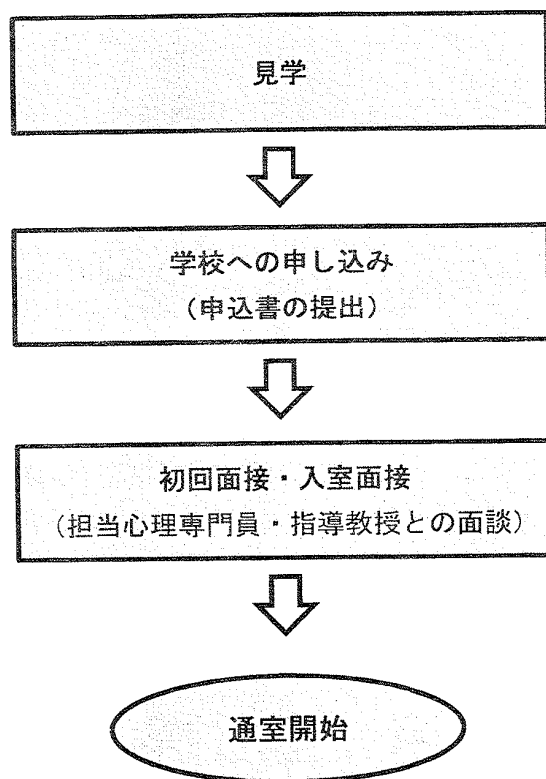 見学
学校への申し込み
（申込書の提出）
初回面接・入室面接
（担当心理専門員・指導教授との面談）
通室開始